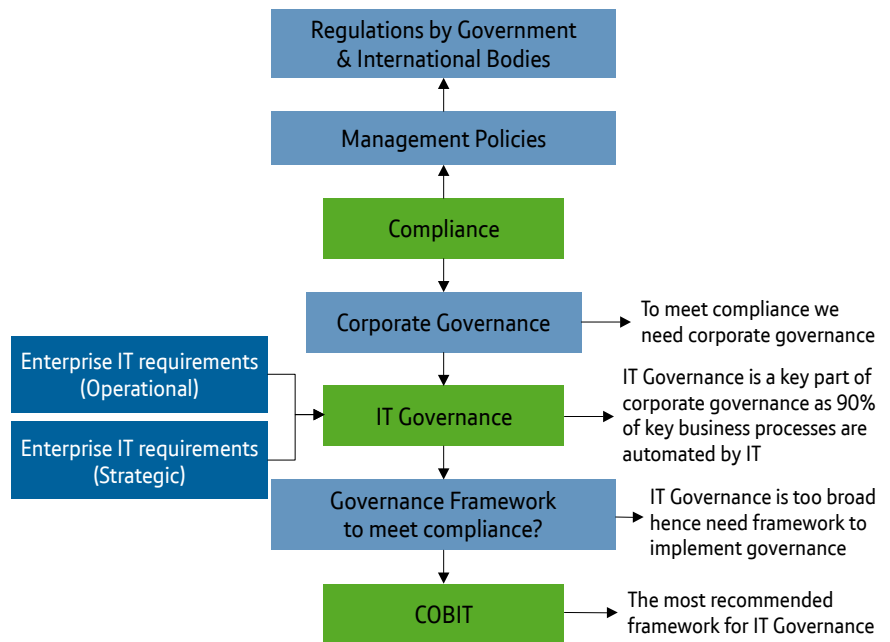 Regulations by Government
& International Bodies
Management Policies
Compliance
Corporate Governance
To meet compliance we
need corporate governance
Enterprise IT requirements
(Operational)
Enterprise IT requirements
(Strategic)
IT Governance
IT Governance is a key part of
corporate governance as 90%
of key business processes are
automated by IT
Governance Framework
to meet compliance?
IT Governance is too broad
hence need framework to
implement governance
COBIT
The most recommended
framework for IT Governance